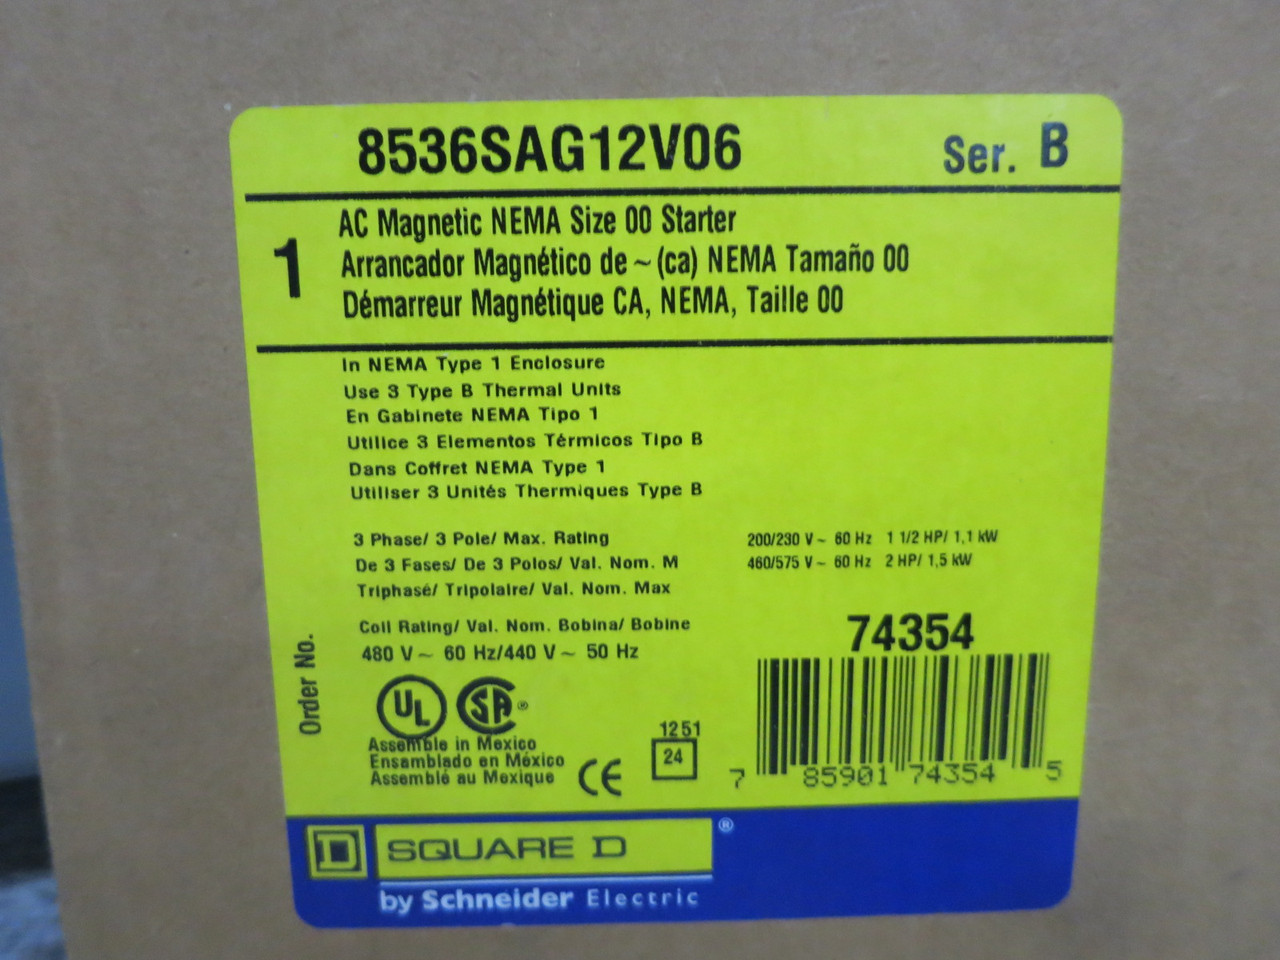 8536SAG12V06 Ser. B
1
AC Magnetic NEMA Size 00 Starter
Arrancador Magnético de ~ (ca) NEMA Tamaño 00
Démarreur Magnétique CA, NEMA, Taille 00
In NEMA Type 1 Enclosure
Use 3 Type B Thermal Units
En Gabinete NEMA Tipo 1
Utilice 3 Elementos Térmicos Tipo B
Dans Coffret NEMA Type 1
Utiliser 3 Unités Thermiques Type B
3 Phase/ 3 Pole/ Max. Rating
De 3 Fases/ De 3 Polos/ Val. Nom. M
Triphasé/ Tripolaire/ Val. Nom. Max
200/230 V ~ 60 Hz 1 1/2 HP/ 1,1 kW
460/575 V ~ 60 Hz 2 HP/ 1,5 kW
Coil Rating/ Val. Nom. Bobina/ Bobine
480 V ~ 60 Hz/440 V ~ 50 Hz
74354
Order No.
UL
SA ®
Assemble in Mexico
Ensamblado en México
Assemblé au Mexique
CE
1251
24
7 85901 74354 5
D SQUARE D ®
by Schneider Electric